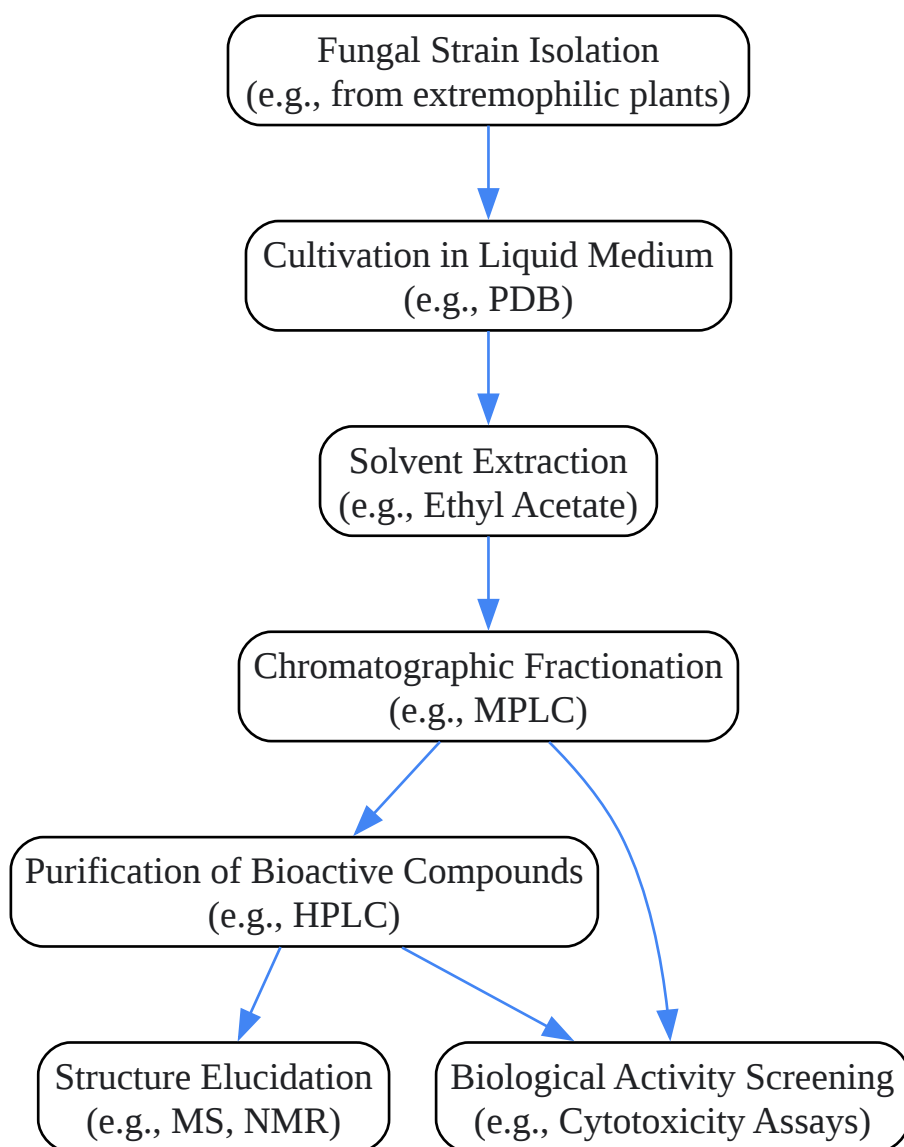 Fungal Strain Isolation
(e.g., from extremophilic plants)
Cultivation in Liquid Medium
(e.g., PDB)
Solvent Extraction
(e.g., Ethyl Acetate)
Chromatographic Fractionation
(e.g., MPLC)
Purification of Bioactive Compounds
(e.g., HPLC)
Structure Elucidation
(e.g., MS, NMR)
Biological Activity Screening
(e.g., Cytotoxicity Assays)